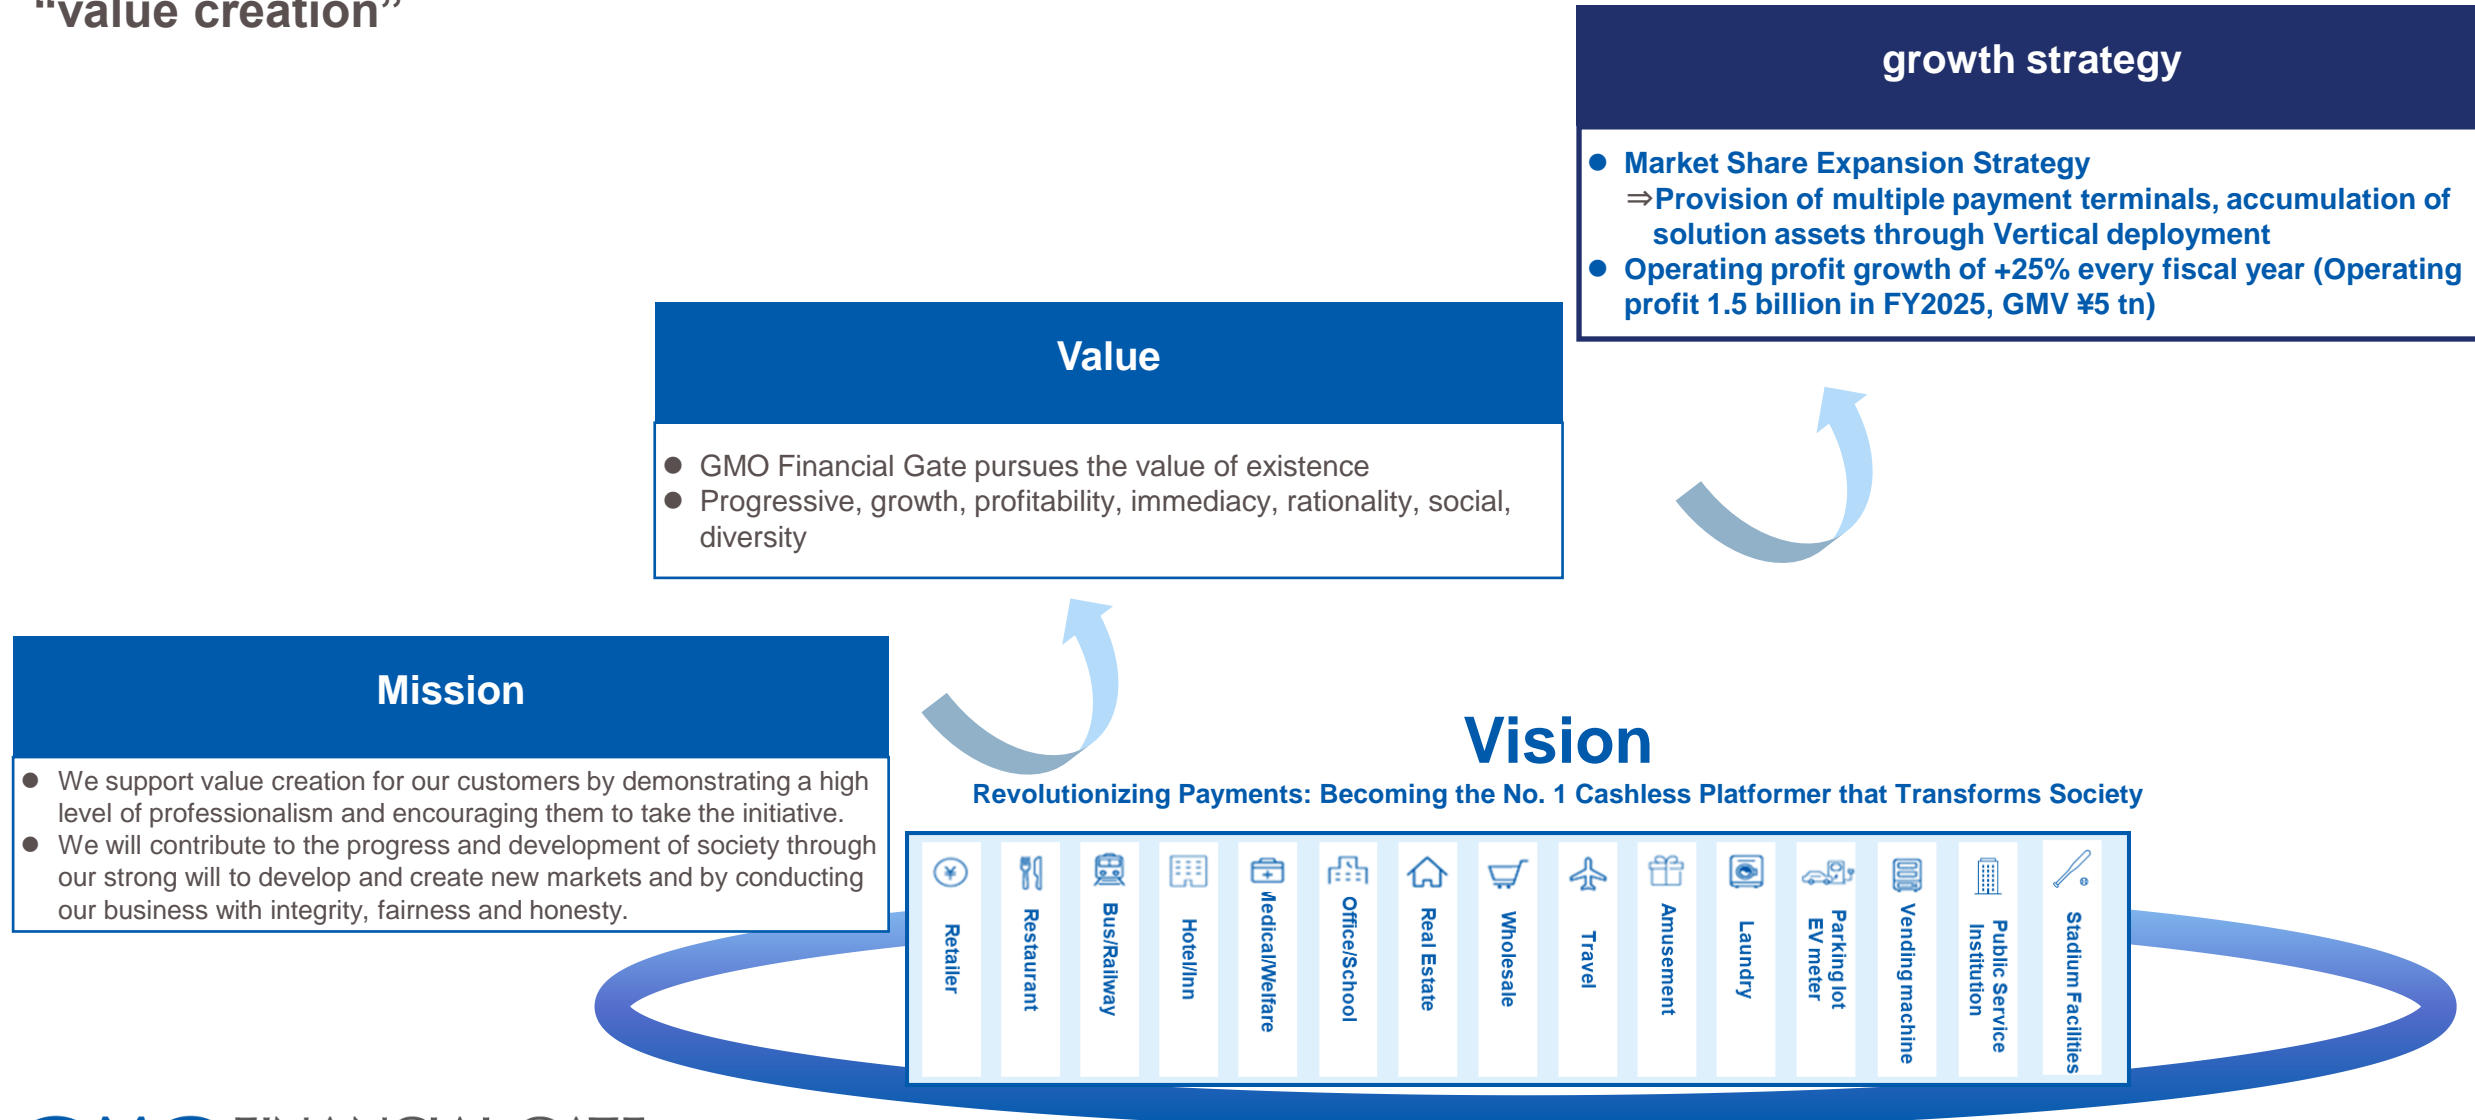 “value creation”
growth strategy
● Market Share Expansion Strategy
⇒Provision of multiple payment terminals, accumulation of
solution assets through Vertical deployment
● Operating profit growth of +25% every fiscal year (Operating
profit 1.5 billion in FY2025, GMV ¥5 tn)
Value
● GMO Financial Gate pursues the value of existence
● Progressive, growth, profitability, immediacy, rationality, social,
diversity
Mission
● We support value creation for our customers by demonstrating a high
level of professionalism and encouraging them to take the initiative.
● We will contribute to the progress and development of society through
our strong will to develop and create new markets and by conducting
our business with integrity, fairness and honesty.
Vision
Revolutionizing Payments: Becoming the No. 1 Cashless Platformer that Transforms Society
Retailer
Restaurant
Bus/Railway
Hotel/Inn
Medical/Welfare
Office/School
Real Estate
Wholesale
Travel
Amusement
Laundry
Parking lot
EV meter
Vending machine
Public Service
Institution
Stadium Facilities
GMO FINANCIAL GATE